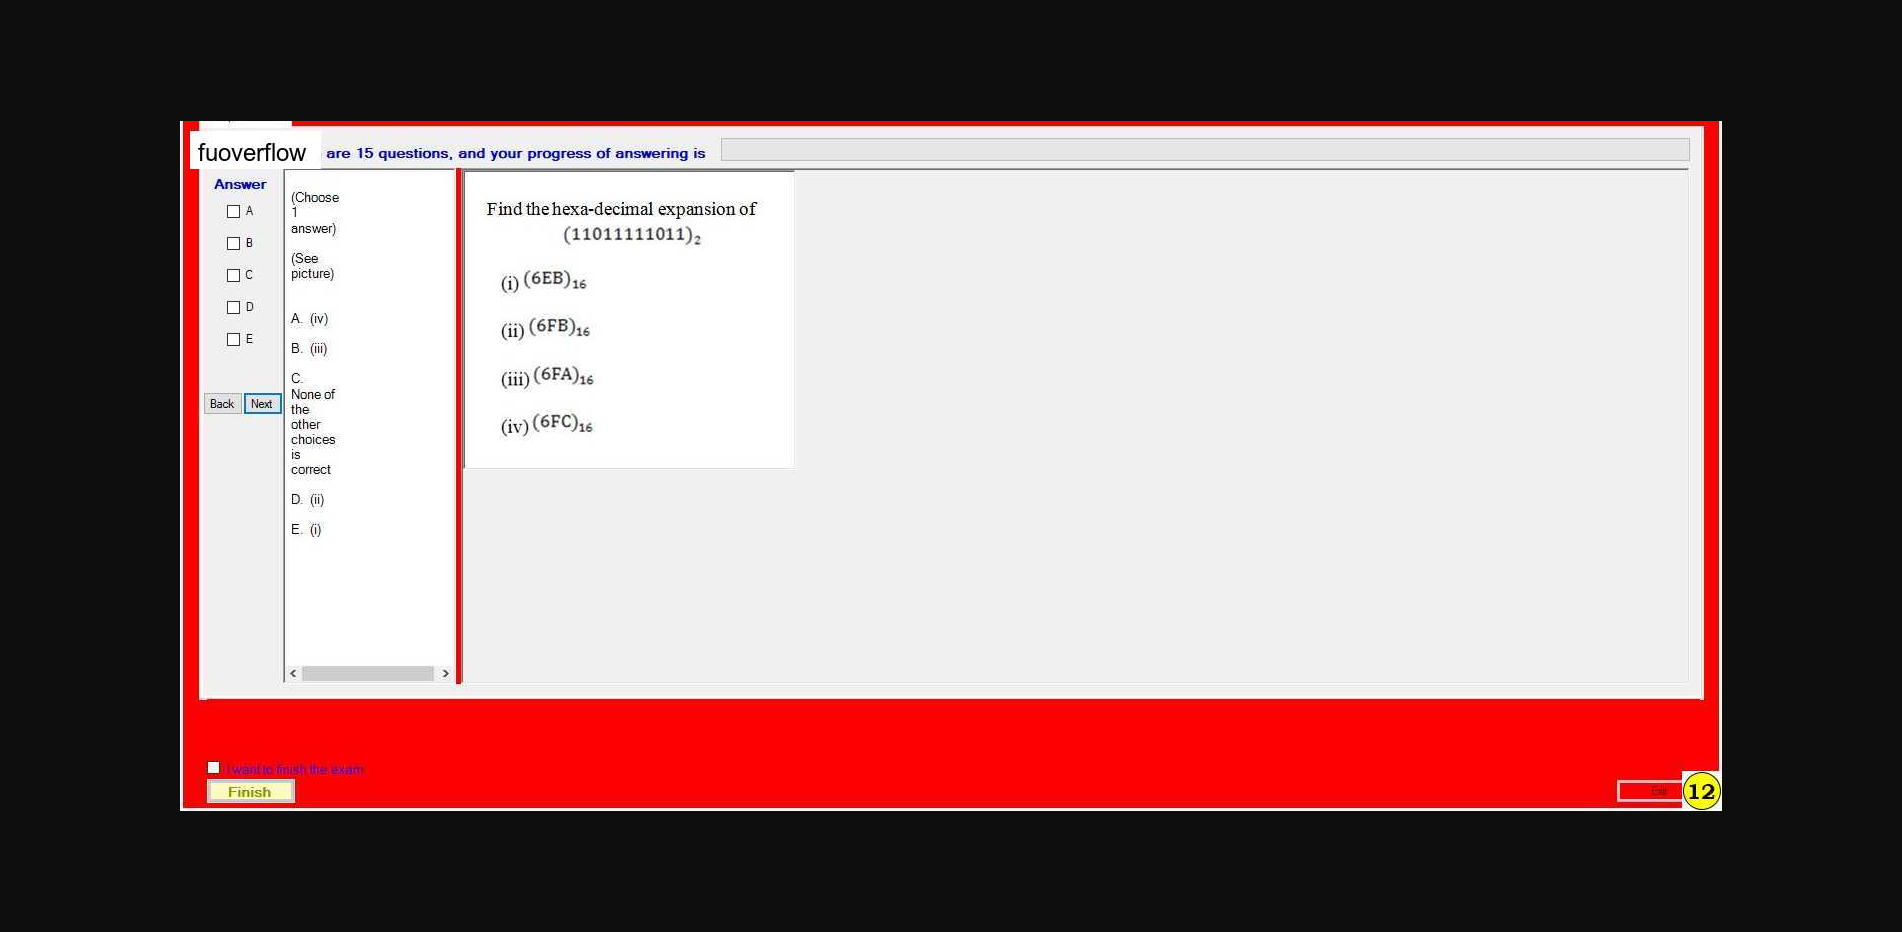 fuoverflow are 15 questions, and your progress of answering is
Answer
A
B
C
D
E
Back Next
(Choose
1
answer)
(See
picture)
A. (iv)
B. (iii)
C.
None of
the
other
choices
is
correct
D. (ii)
E. (i)
Find the hexa-decimal expansion of
(11011111011)₂
(i) (6EB)₁₆
(ii) (6FB)₁₆
(iii) (6FA)₁₆
(iv) (6FC)₁₆
I want to finish the exam
Finish
Exit
12